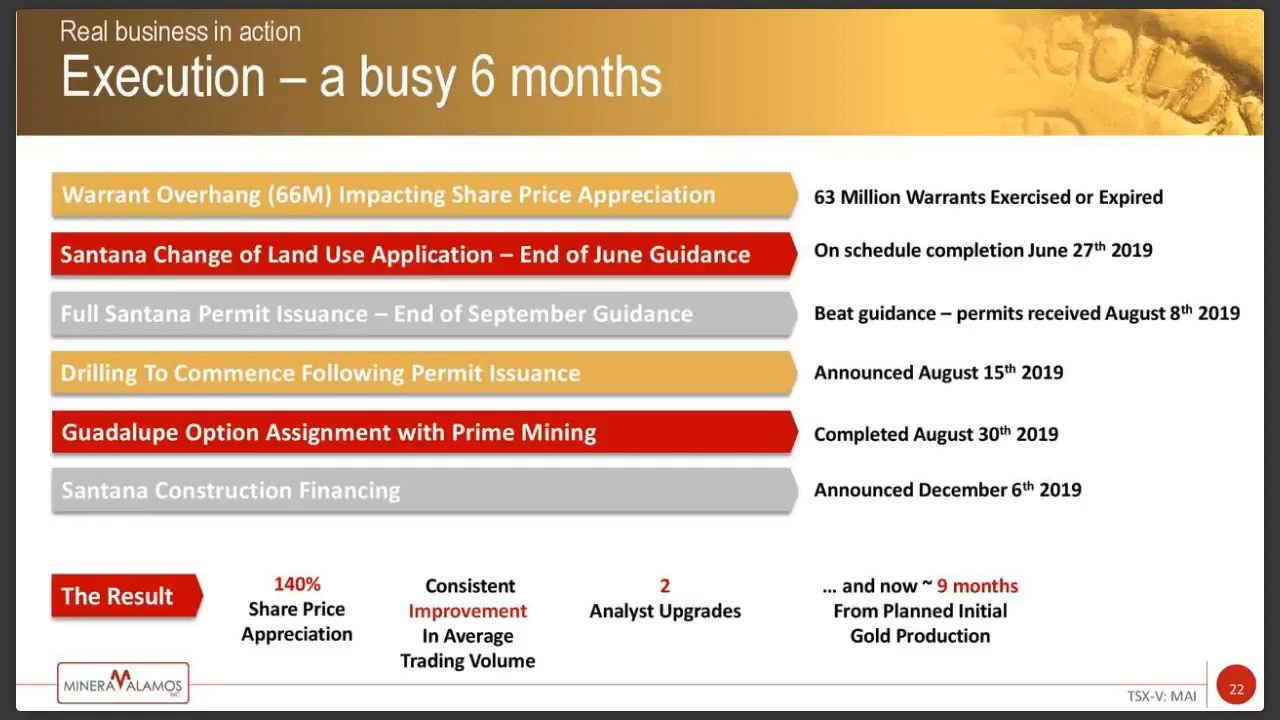 Real business in action
Execution – a busy 6 months
GOLD
Warrant Overhang (66M) Impacting Share Price Appreciation
63 Million Warrants Exercised or Expired
Santana Change of Land Use Application – End of June Guidance
On schedule completion June 27th 2019
Full Santana Permit Issuance – End of September Guidance
Beat guidance – permits received August 8th 2019
Drilling To Commence Following Permit Issuance
Announced August 15th 2019
Guadalupe Option Assignment with Prime Mining
Completed August 30th 2019
Santana Construction Financing
Announced December 6th 2019
The Result
140%
Share Price
Appreciation
Consistent
Improvement
In Average
Trading Volume
2
Analyst Upgrades
... and now ~ 9 months
From Planned Initial
Gold Production
MINERA ALAMOS
INC.
TSX-V: MAI
22